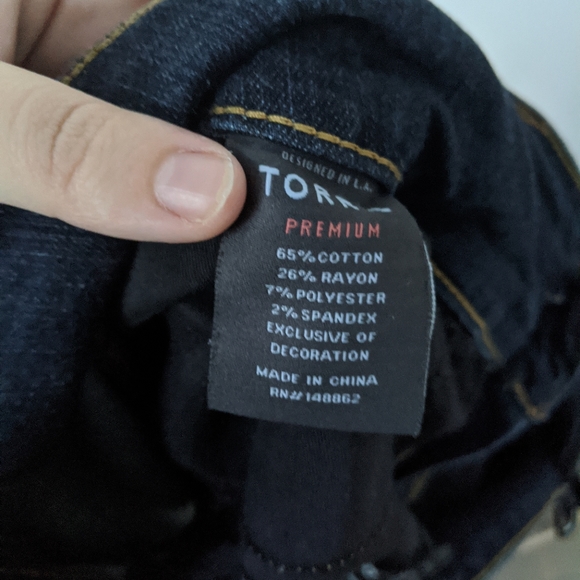 DESIGNED IN L.A.
PREMIUM
65% COTTON
26% RAYON
7% POLYESTER
2% SPANDEX
EXCLUSIVE OF
DECORATION
MADE IN CHINA
RN# 148862